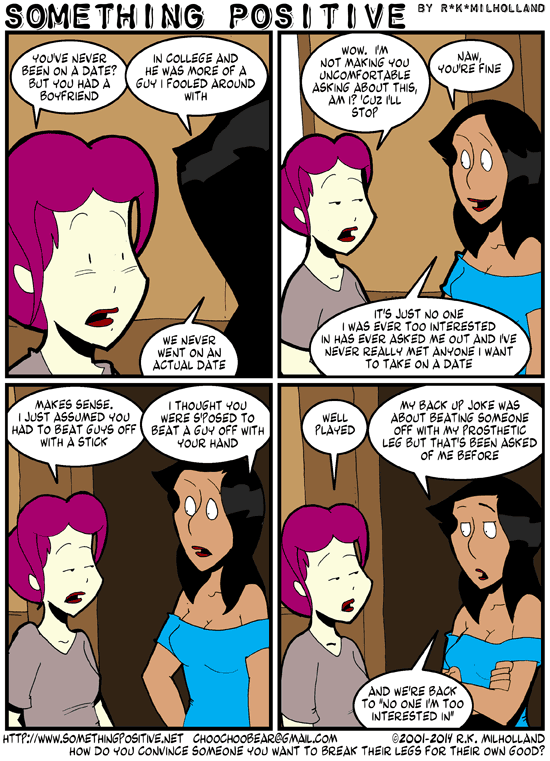 SOMETHING POSITIVE BY R*K*MILHOLLAND
YOU'VE NEVER
BEEN ON A DATE?
BUT YOU HAD A
BOYFRIEND
IN COLLEGE AND
HE WAS MORE OF A
GUY I FOOLED AROUND
WITH
WE NEVER
WENT ON AN
ACTUAL DATE
WOW. I'M
NOT MAKING YOU
UNCOMFORTABLE
ASKING ABOUT THIS,
AM I? 'CUZ I'LL
STOP
NAW,
YOU'RE FINE
IT'S JUST NO ONE
I WAS EVER TOO INTERESTED
IN HAS EVER ASKED ME OUT AND I'VE
NEVER REALLY MET ANYONE I WANT
TO TAKE ON A DATE
MAKES SENSE.
I JUST ASSUMED YOU
HAD TO BEAT GUYS OFF
WITH A STICK
I THOUGHT YOU
WERE S'POSED TO
BEAT A GUY OFF WITH
YOUR HAND
WELL
PLAYED
MY BACK UP JOKE WAS
ABOUT BEATING SOMEONE
OFF WITH MY PROSTHETIC
LEG BUT THAT'S BEEN ASKED
OF ME BEFORE
AND WE'RE BACK
TO "NO ONE I'M TOO
INTERESTED IN"
HTTP://WWW.SOMETHINGPOSITIVE.NET CHOOCHOOBEAR@GMAIL.COM ©2001-2014 R.K. MILHOLLAND
HOW DO YOU CONVINCE SOMEONE YOU WANT TO BREAK THEIR LEGS FOR THEIR OWN GOOD?